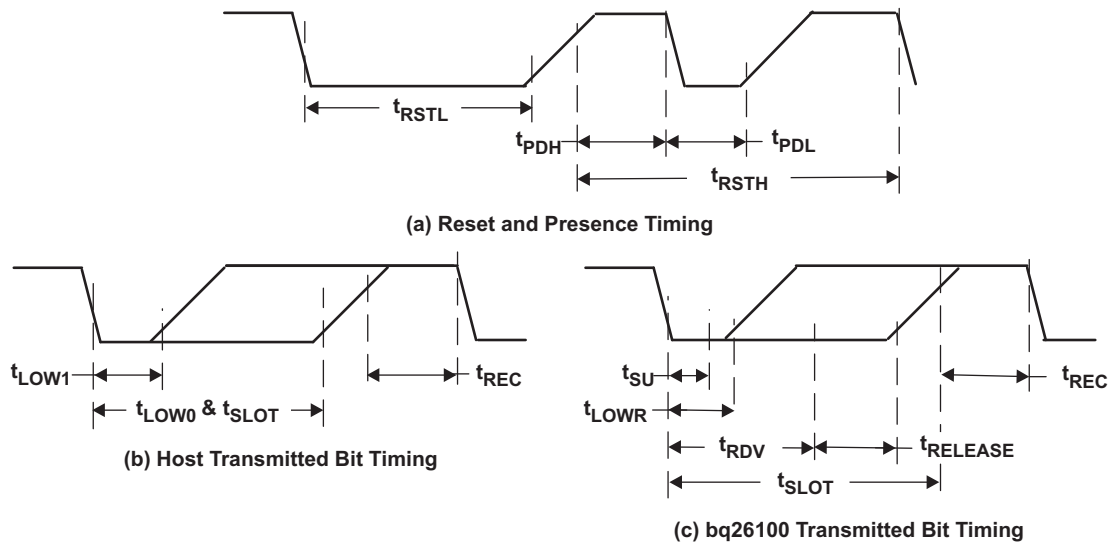 tRSTL
tPDH
tPDL
tRSTH
(a) Reset and Presence Timing
tLOW1
tREC
tLOW0 & tSLOT
(b) Host Transmitted Bit Timing
tSU
tREC
tLOWR
tRDV
tRELEASE
tSLOT
(c) bq26100 Transmitted Bit Timing